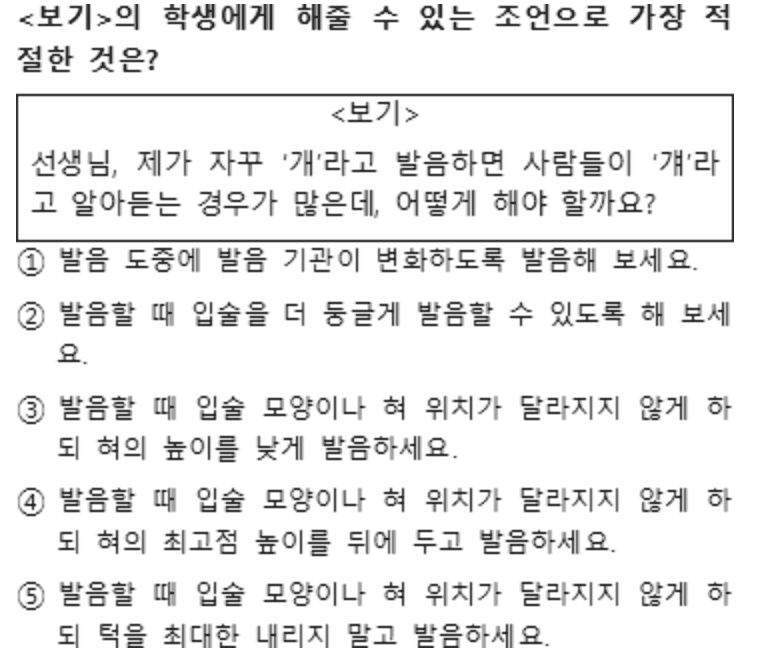 <보기>의 학생에게 해줄 수 있는 조언으로 가장 적
절한 것은?
<보기>
선생님, 제가 자꾸 '개'라고 발음하면 사람들이 '걔'라
고 알아듣는 경우가 많은데, 어떻게 해야 할까요?
① 발음 도중에 발음 기관이 변화하도록 발음해 보세요.
② 발음할 때 입술을 더 둥글게 발음할 수 있도록 해 보세
요.
③ 발음할 때 입술 모양이나 혀 위치가 달라지지 않게 하
되 혀의 높이를 낮게 발음하세요.
④ 발음할 때 입술 모양이나 혀 위치가 달라지지 않게 하
되 혀의 최고점 높이를 뒤에 두고 발음하세요.
⑤ 발음할 때 입술 모양이나 혀 위치가 달라지지 않게 하
되 턱을 최대한 내리지 말고 발음하세요.